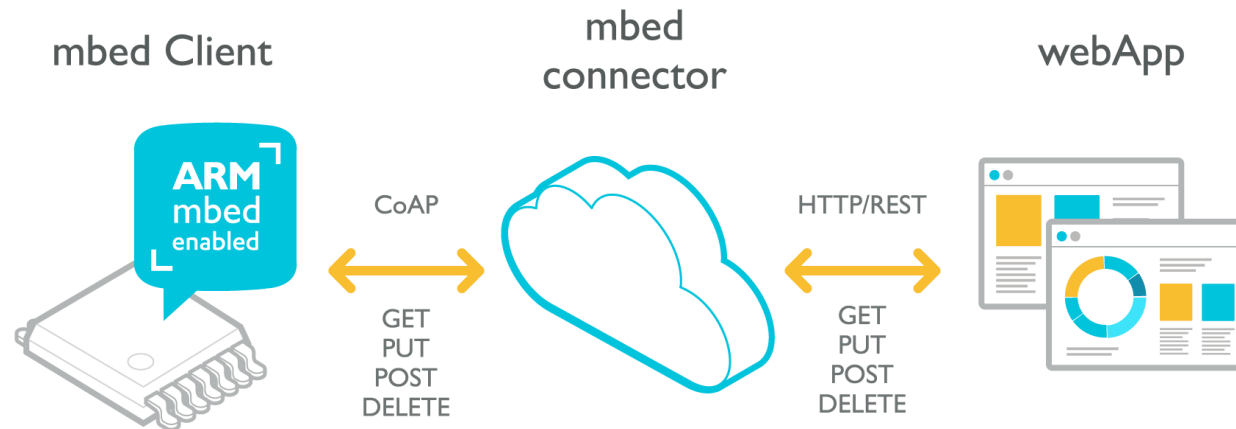 mbed Client
mbed
connector
webApp
ARM
mbed
enabled
CoAP
GET
PUT
POST
DELETE
HTTP/REST
GET
PUT
POST
DELETE